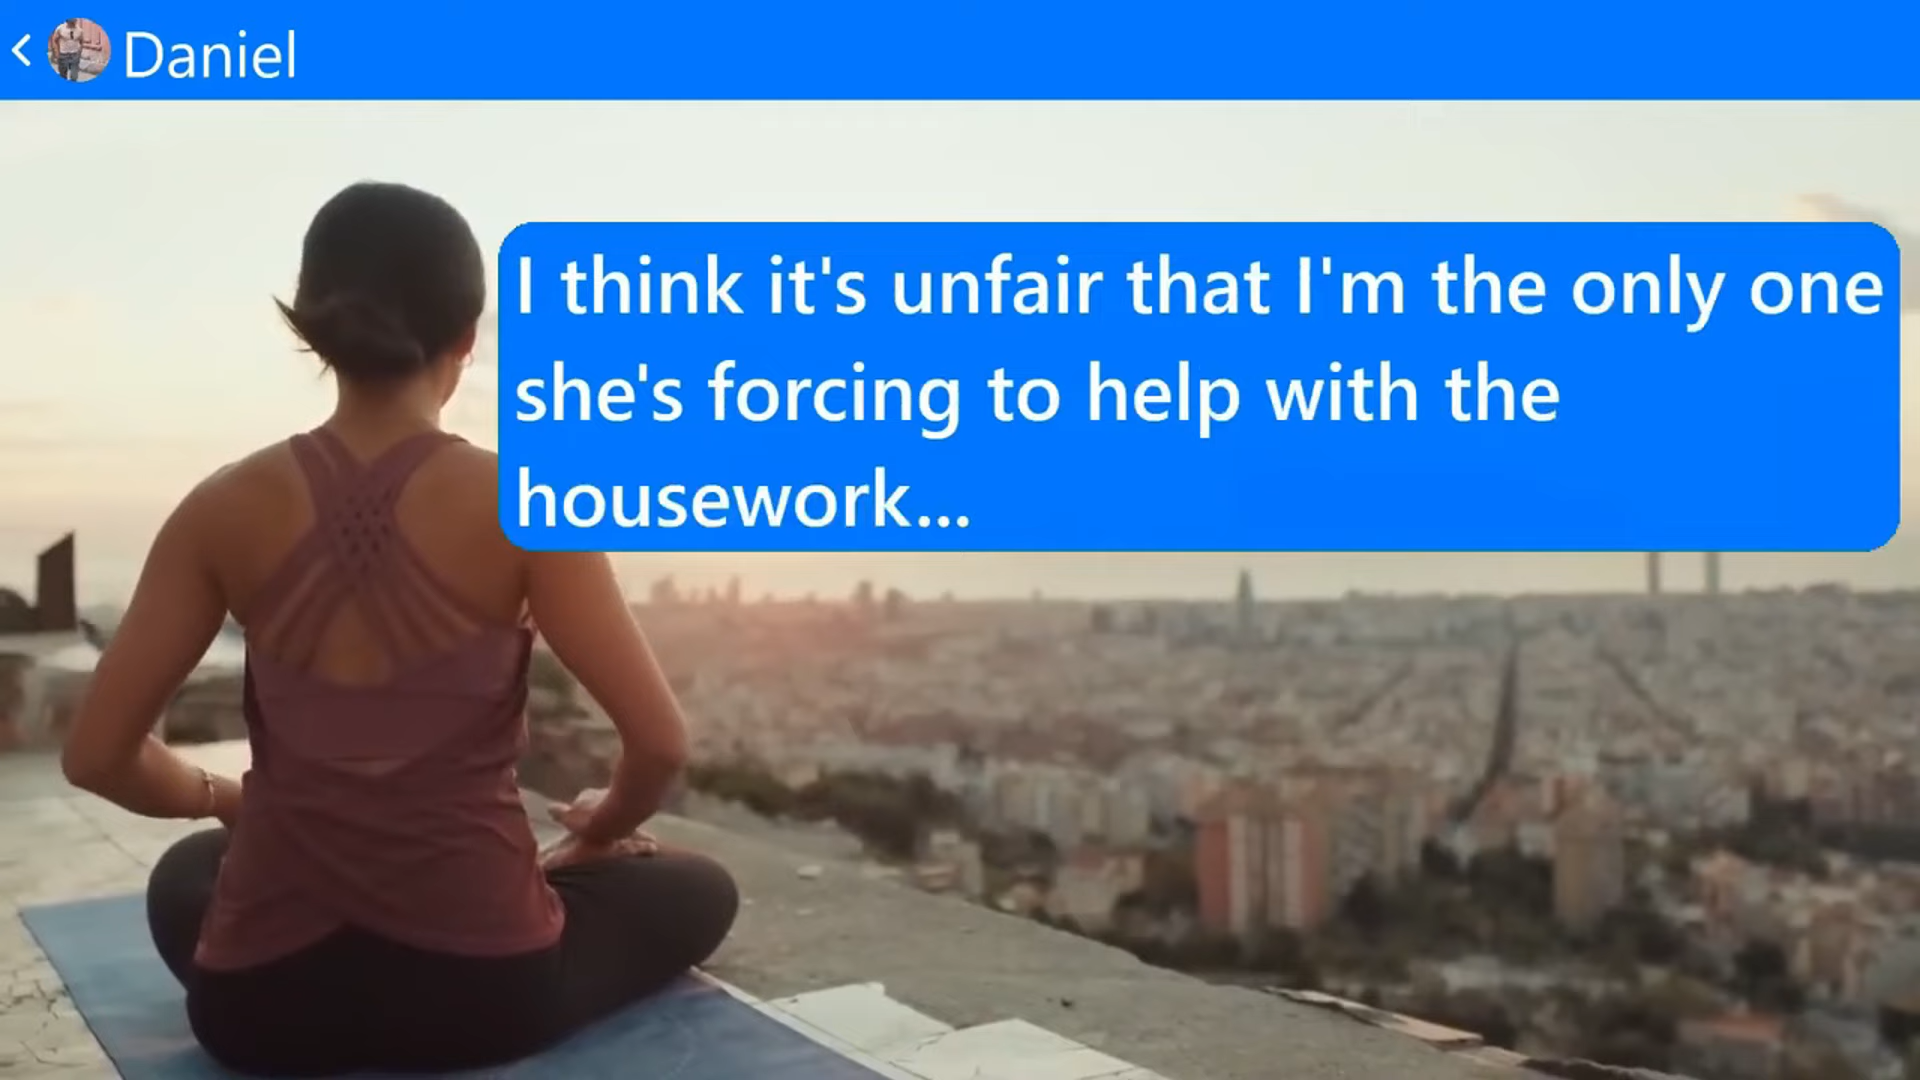 Daniel
I think it's unfair that I'm the only one
she's forcing to help with the
housework...